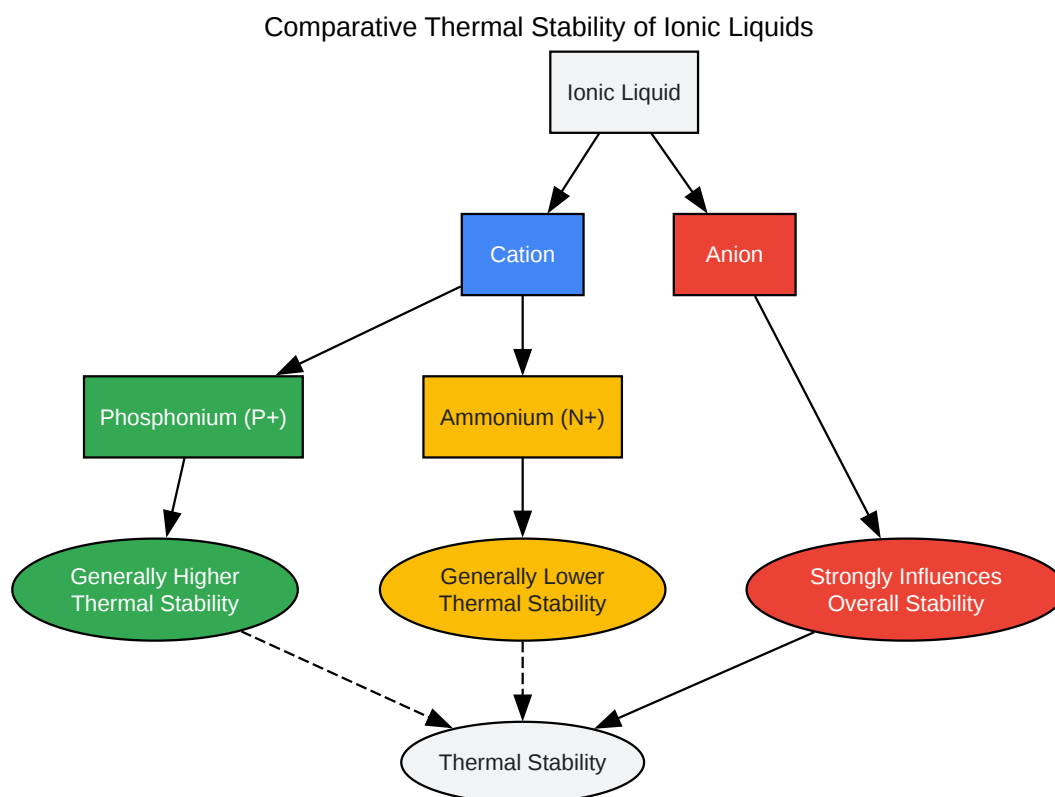 Comparative Thermal Stability of Ionic Liquids
Ionic Liquid
Cation
Anion
Phosphonium (P+)
Ammonium (N+)
Generally Higher
Thermal Stability
Generally Lower
Thermal Stability
Strongly Influences
Overall Stability
Thermal Stability